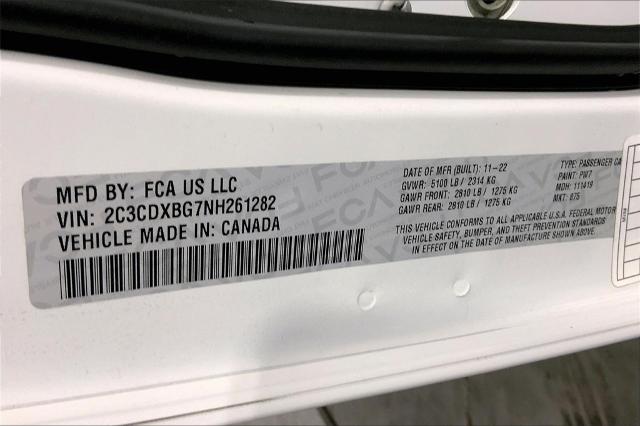 MFD BY: FCA US LLC
VIN: 2C3CDXBG7NH261282
VEHICLE MADE IN: CANADA
DATE OF MFR (BUILT): 11-22
GVWR: 5100 LB / 2314 KG
GAWR FRONT: 2810 LB / 1275 KG
GAWR REAR: 2810 LB / 1275 KG
TYPE: PASSENGER CA
PAINT: PW7
MDH: 111419
MKT: 875
THIS VEHICLE CONFORMS TO ALL APPLICABLE U.S.A. FEDERAL MOTOR
VEHICLE SAFETY, BUMPER, AND THEFT PREVENTION STANDARDS
IN EFFECT ON THE DATE OF MANUFACTURE SHOWN ABOVE.